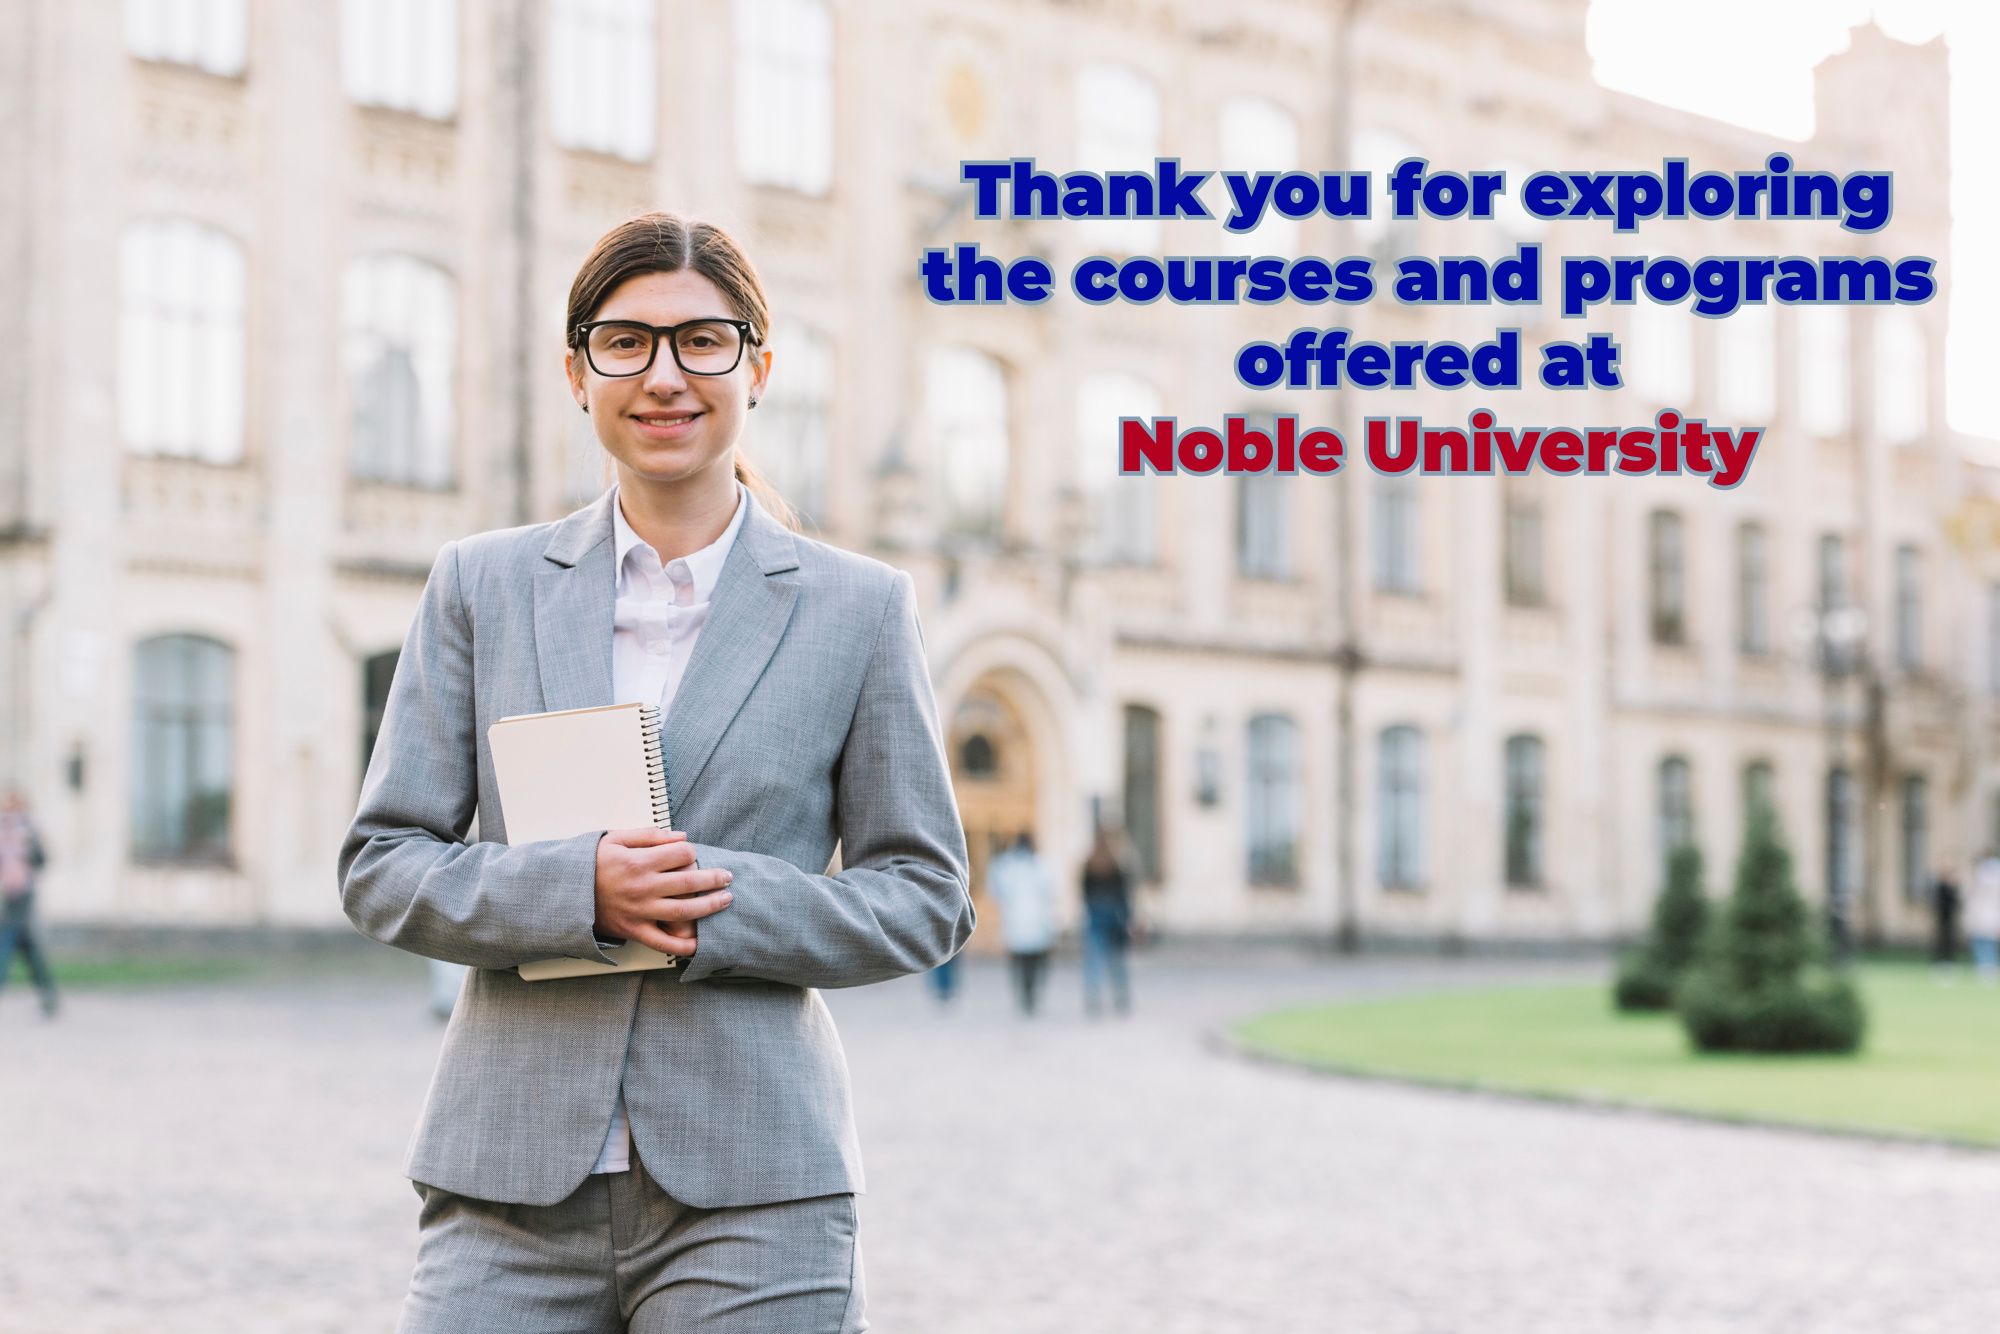 Thank you for exploring
the courses and programs
offered at
Noble University